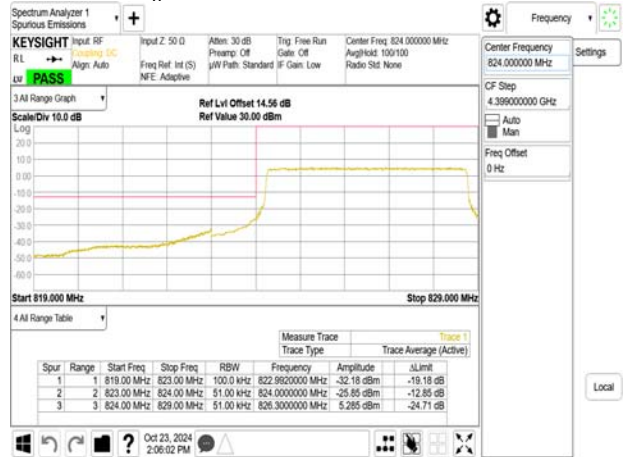 Spectrum Analyzer 1
Spurious Emissions
+
Frequency
KEYSIGHT
RL
PASS
Input: RF
Coupling: DC
Align: Auto
Input Z: 50 Ω
Freq Ref: Int (S)
NFE: Adaptive
Atten: 30 dB
Preamp: Off
µW Path: Standard
Trig: Free Run
Gate: Off
IF Gain: Low
Center Freq: 824.000000 MHz
Avg|Hold: 100/100
Radio Std: None
Center Frequency
824.000000 MHz
Settings
CF Step
4.399000000 GHz
Auto
Man
Freq Offset
0 Hz
3 All Range Graph
Scale/Div 10.0 dB
Ref Lvl Offset 14.56 dB
Ref Value 30.00 dBm
Log
20.0
10.0
0.00
-10.0
-20.0
-30.0
-40.0
-50.0
-60.0
Start 819.000 MHz
Stop 829.000 MHz
4 All Range Table
Measure Trace Trace 1
Trace Type Trace Average (Active)
Spur Range Start Freq Stop Freq RBW Frequency Amplitude ΔLimit
1 1 819.00 MHz 823.00 MHz 100.0 kHz 822.9920000 MHz -32.18 dBm -19.18 dB
2 2 823.00 MHz 824.00 MHz 51.00 kHz 824.0000000 MHz -25.85 dBm -12.85 dB
3 3 824.00 MHz 829.00 MHz 51.00 kHz 826.3000000 MHz 5.285 dBm -24.71 dB
Local
?
Oct 23, 2024
2:06:02 PM